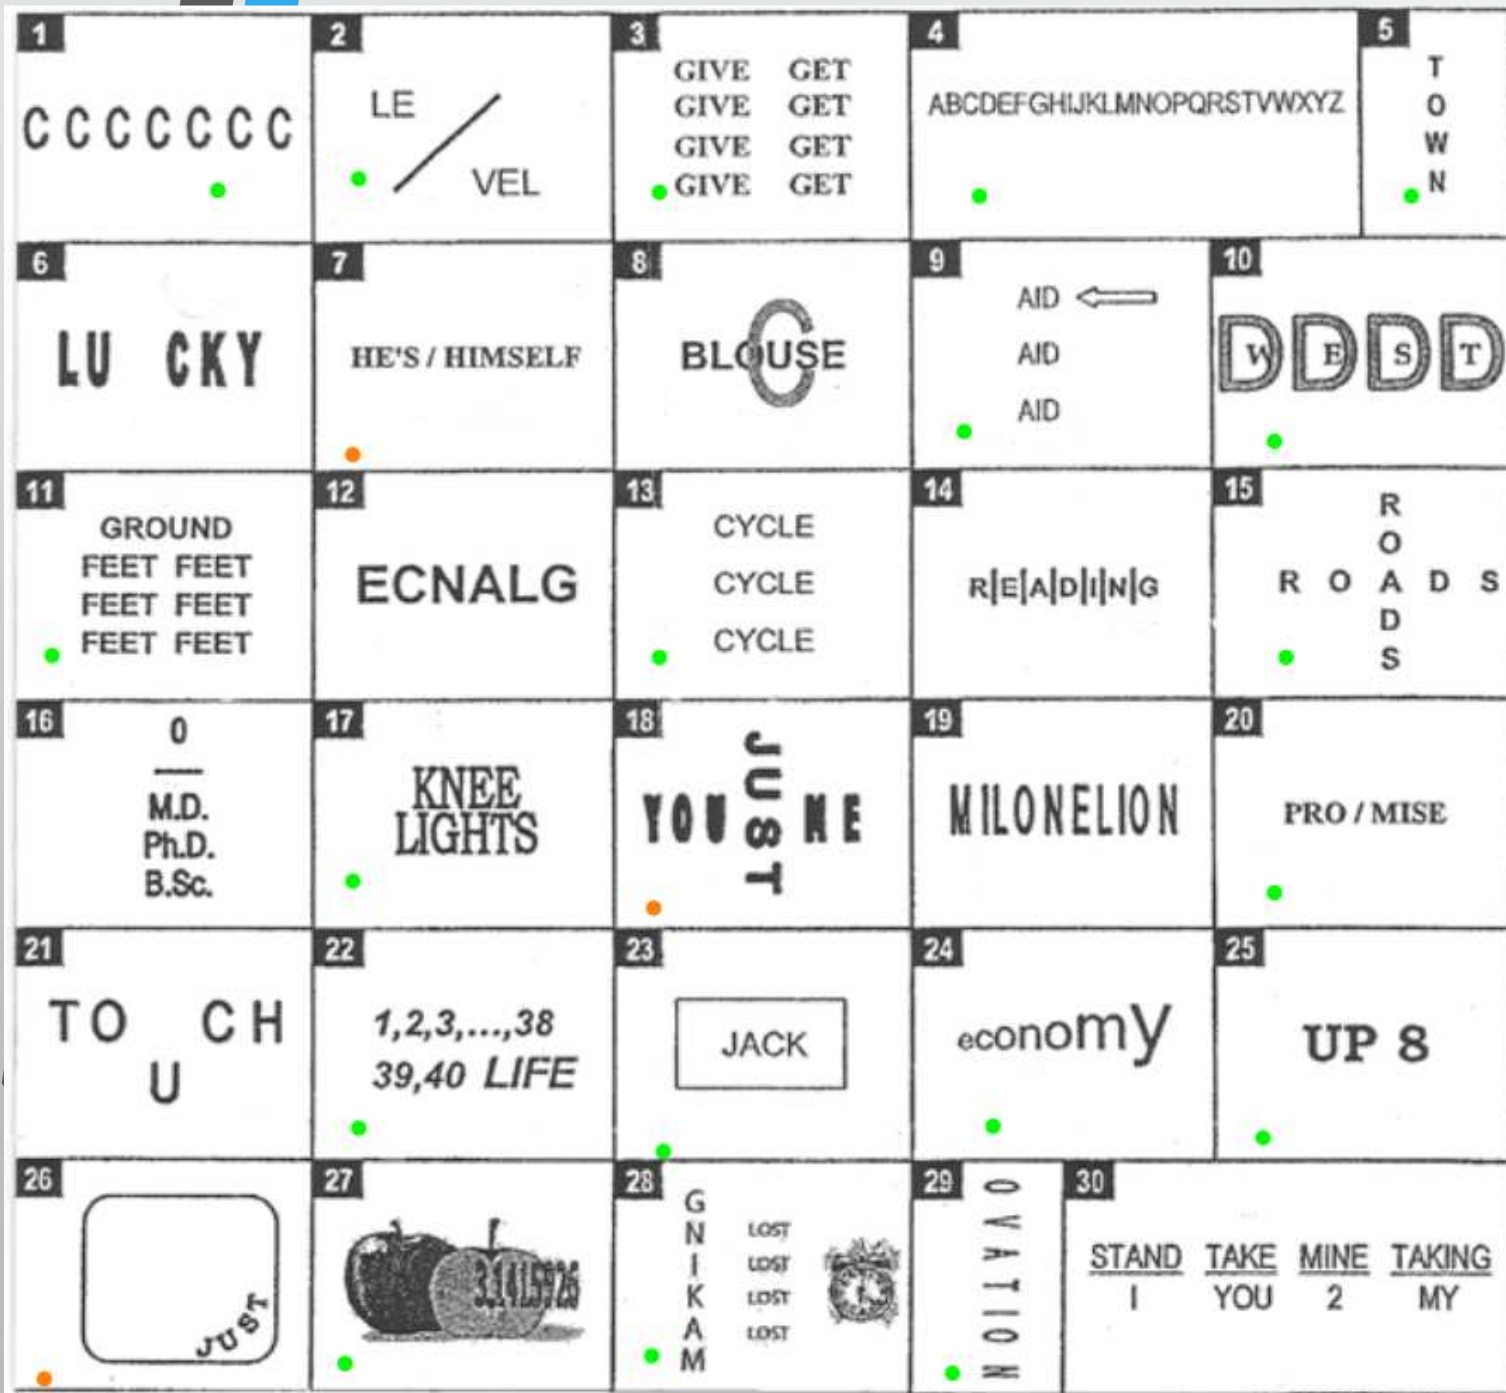 1
C C C C C C C
2
LE
VEL
3
GIVE GET
GIVE GET
GIVE GET
GIVE GET
4
ABCDEFGHIJKLMNOPQRSTVWXYZ
5
T
O
W
N
6
LU CKY
7
HE'S / HIMSELF
8
BLOUSE
C
9
AID
AID
AID
10
D D D D
W E S T
11
GROUND
FEET FEET
FEET FEET
FEET FEET
12
ECNALG
13
CYCLE
CYCLE
CYCLE
14
R|E|A|D|I|N|G
15
R
O
R O A D S
D
S
16
0
M.D.
Ph.D.
B.Sc.
17
KNEE
LIGHTS
18
JUST
YOU ME
19
MILONELION
20
PRO / MISE
21
TO CH
U
22
1,2,3,...,38
39,40 LIFE
23
JACK
24
economy
25
UP 8
26
JUST
27
3.1415926
28
G
N
I
K
A
M
LOST
LOST
LOST
LOST
29
OVATION
30
STAND TAKE MINE TAKING
I YOU 2 MY